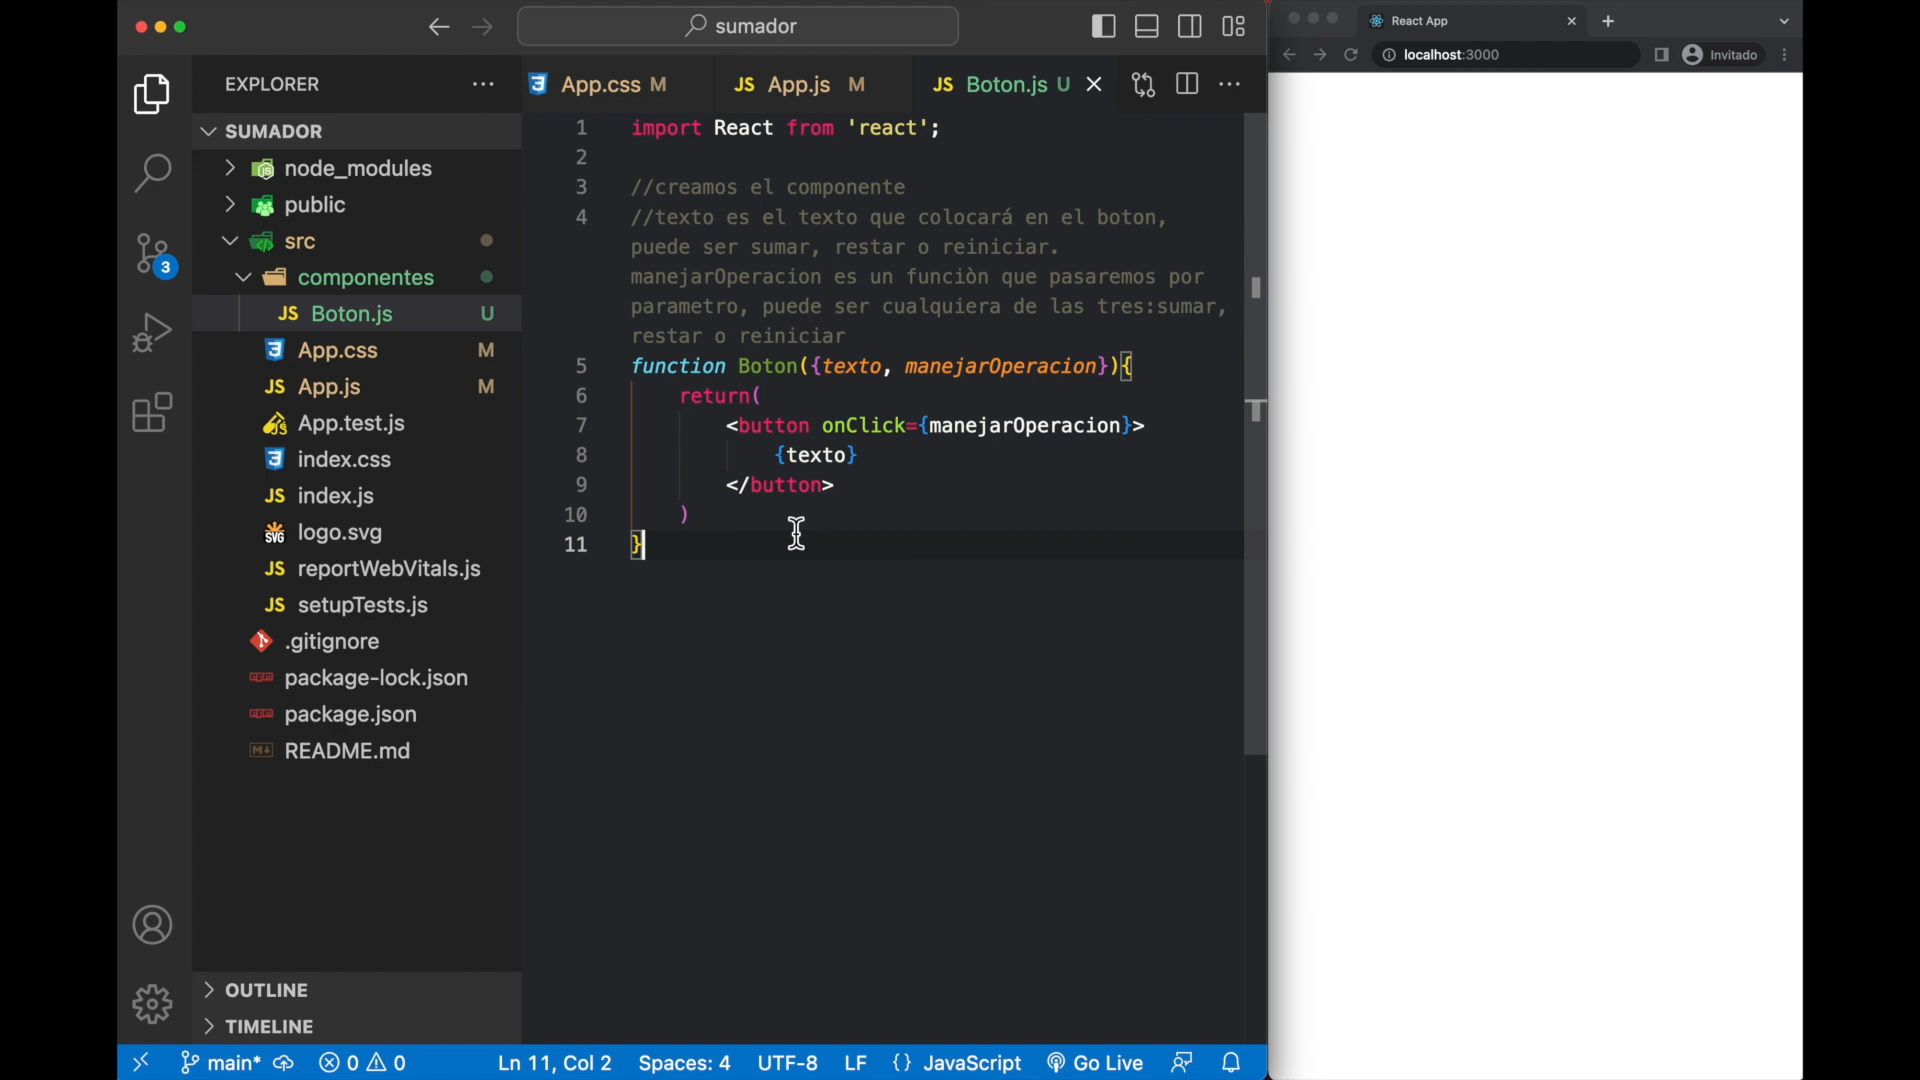 sumador
React App
localhost:3000
Invitado
EXPLORER
App.css M
App.js M
Boton.js U
SUMADOR
node_modules
public
src
componentes
JS Boton.js U
App.css M
JS App.js M
App.test.js
index.css
JS index.js
SVG logo.svg
JS reportWebVitals.js
JS setupTests.js
.gitignore
package-lock.json
package.json
README.md
OUTLINE
TIMELINE
3
1 import React from 'react';
2
3 //creamos el componente
4 //texto es el texto que colocará en el boton,
puede ser sumar, restar o reiniciar.
manejarOperacion es un funciòn que pasaremos por
parametro, puede ser cualquiera de las tres:sumar,
restar o reiniciar
5 function Boton({texto, manejarOperacion}){
6 return(
7 <button onClick={manejarOperacion}>
8 {texto}
9 </button>
10 )
11 }
main* 0 0 Ln 11, Col 2 Spaces: 4 UTF-8 LF {} JavaScript Go Live